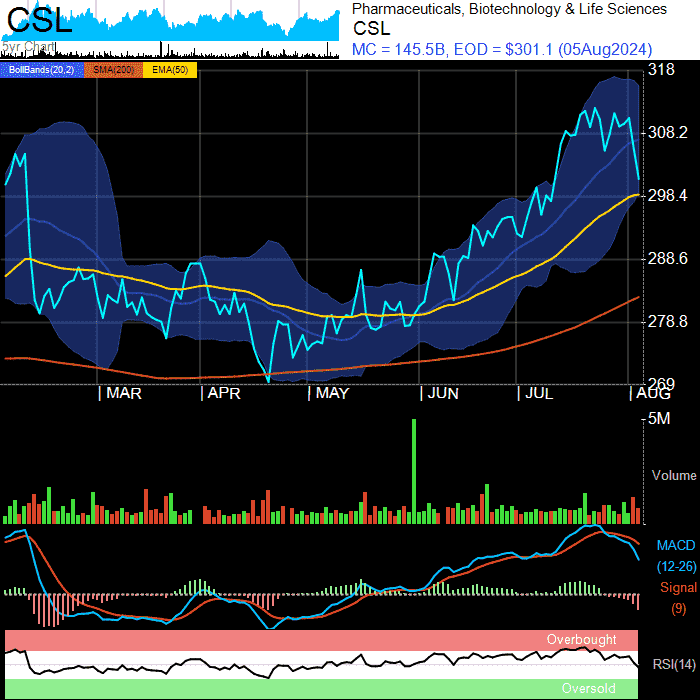 CSL
5yr Chart
Pharmaceuticals, Biotechnology & Life Sciences
CSL
MC = 145.5B, EOD = $301.1 (05Aug2024)
BollBands(20,2) SMA(200) EMA(50)
318
308.2
298.4
288.6
278.8
269
| MAR | APR | MAY | JUN | JUL | AUG
5M
Volume
MACD
(12-26)
Signal
(9)
Overbought
RSI(14)
Oversold